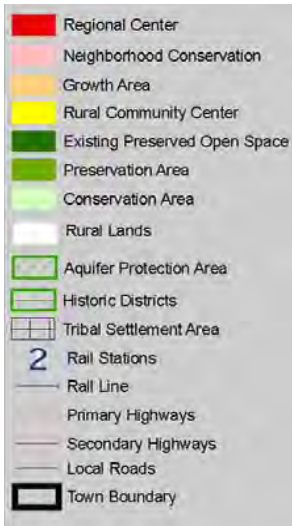 Regional Center
Neighborhood Conservation
Growth Area
Rural Community Center
Existing Preserved Open Space
Preservation Area
Conservation Area
Rural Lands
Aquifer Protection Area
Historic Districts
Tribal Settlement Area
2 Rail Stations
Rail Line
Primary Highways
Secondary Highways
Local Roads
Town Boundary